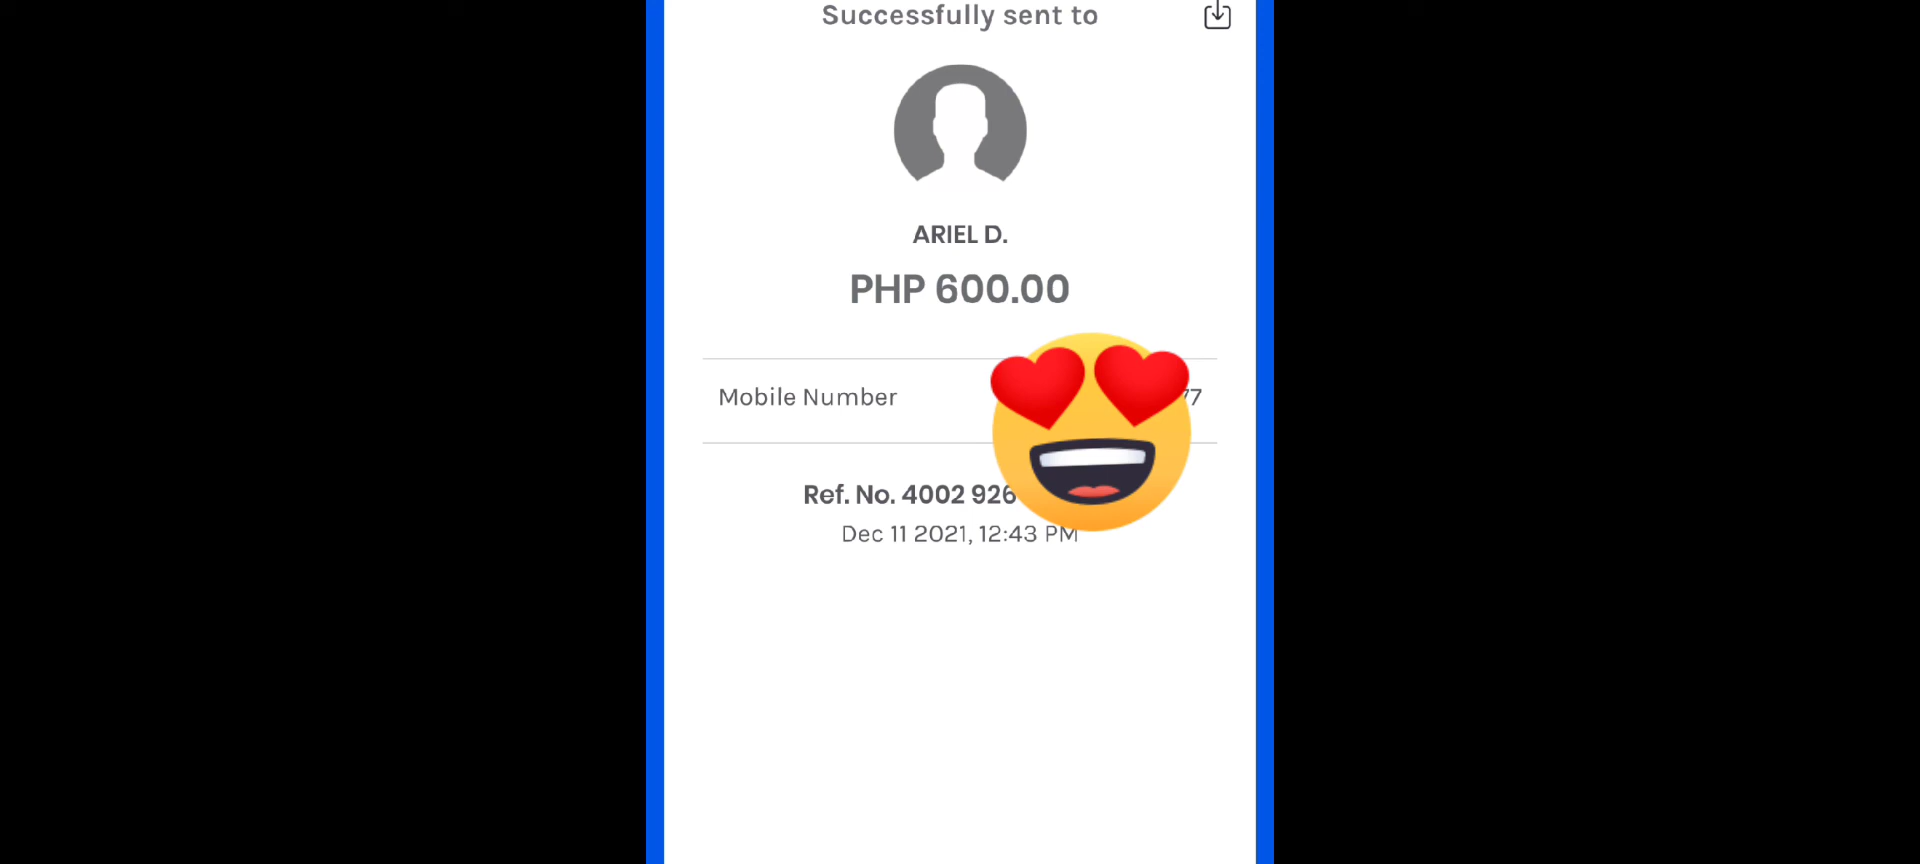 Successfully sent to
ARIEL D.
PHP 600.00
Mobile Number 77
Ref. No. 4002 926
Dec 11 2021, 12:43 PM